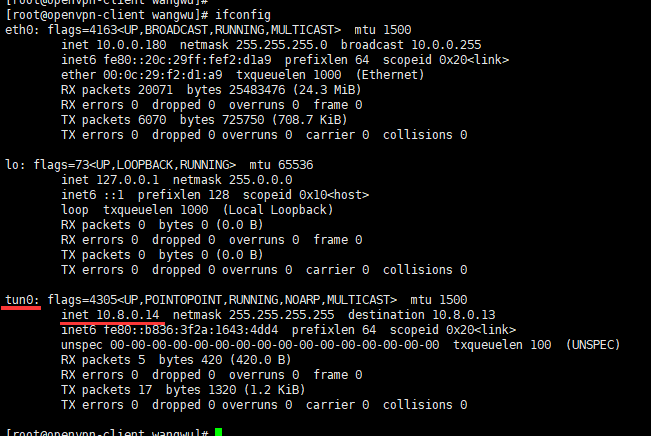 [root@openvpn-client wangwu]#
[root@openvpn-client wangwu]# ifconfig
eth0: flags=4163<UP,BROADCAST,RUNNING,MULTICAST>  mtu 1500
        inet 10.0.0.180  netmask 255.255.255.0  broadcast 10.0.0.255
        inet6 fe80::20c:29ff:fef2:d1a9  prefixlen 64  scopeid 0x20<link>
        ether 00:0c:29:f2:d1:a9  txqueuelen 1000  (Ethernet)
        RX packets 20071  bytes 25483476 (24.3 MiB)
        RX errors 0  dropped 0  overruns 0  frame 0
        TX packets 6070  bytes 725750 (708.7 KiB)
        TX errors 0  dropped 0 overruns 0  carrier 0  collisions 0

lo: flags=73<UP,LOOPBACK,RUNNING>  mtu 65536
        inet 127.0.0.1  netmask 255.0.0.0
        inet6 ::1  prefixlen 128  scopeid 0x10<host>
        loop  txqueuelen 1000  (Local Loopback)
        RX packets 0  bytes 0 (0.0 B)
        RX errors 0  dropped 0  overruns 0  frame 0
        TX packets 0  bytes 0 (0.0 B)
        TX errors 0  dropped 0 overruns 0  carrier 0  collisions 0

tun0: flags=4305<UP,POINTOPOINT,RUNNING,NOARP,MULTICAST>  mtu 1500
        inet 10.8.0.14  netmask 255.255.255.255  destination 10.8.0.13
        inet6 fe80::b836:3f2a:1643:4dd4  prefixlen 64  scopeid 0x20<link>
        unspec 00-00-00-00-00-00-00-00-00-00-00-00-00-00-00-00  txqueuelen 100  (UNSPEC)
        RX packets 5  bytes 420 (420.0 B)
        RX errors 0  dropped 0  overruns 0  frame 0
        TX packets 17  bytes 1320 (1.2 KiB)
        TX errors 0  dropped 0 overruns 0  carrier 0  collisions 0

[root@openvpn-client wangwu]#